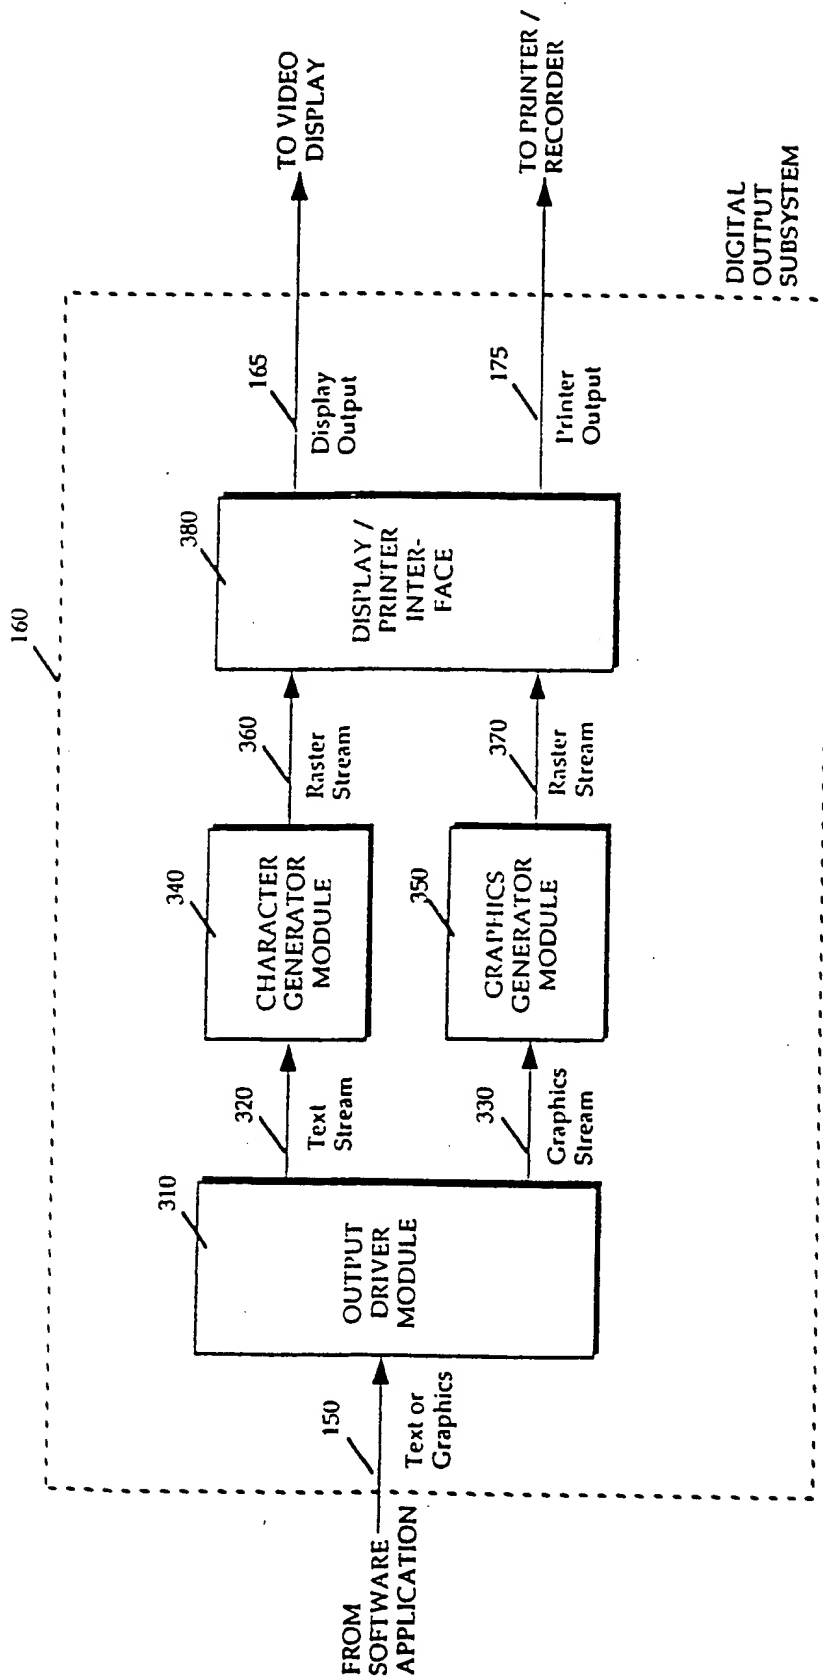 FROM
SOFTWARE
APPLICATION
150
Text or
Graphics
160
310
OUTPUT
DRIVER
MODULE
320
Text
Stream
330
Graphics
Stream
340
CHARACTER
GENERATOR
MODULE
350
GRAPHICS
GENERATOR
MODULE
360
Raster
Stream
370
Raster
Stream
380
DISPLAY /
PRINTER
INTER-
FACE
165
Display
Output
175
Printer
Output
TO VIDEO
DISPLAY
TO PRINTER /
RECORDER
DIGITAL
OUTPUT
SUBSYSTEM